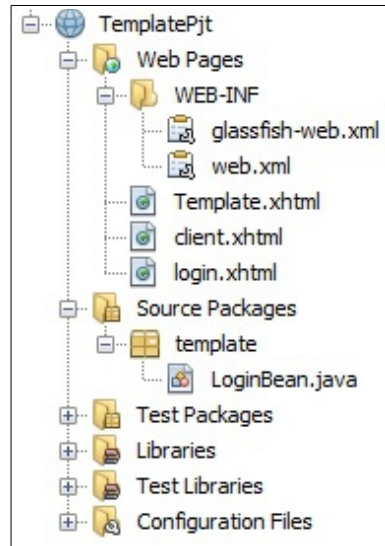 TemplatePjt
Web Pages
WEB-INF
glassfish-web.xml
web.xml
Template.xhtml
client.xhtml
login.xhtml
Source Packages
template
LoginBean.java
Test Packages
Libraries
Test Libraries
Configuration Files